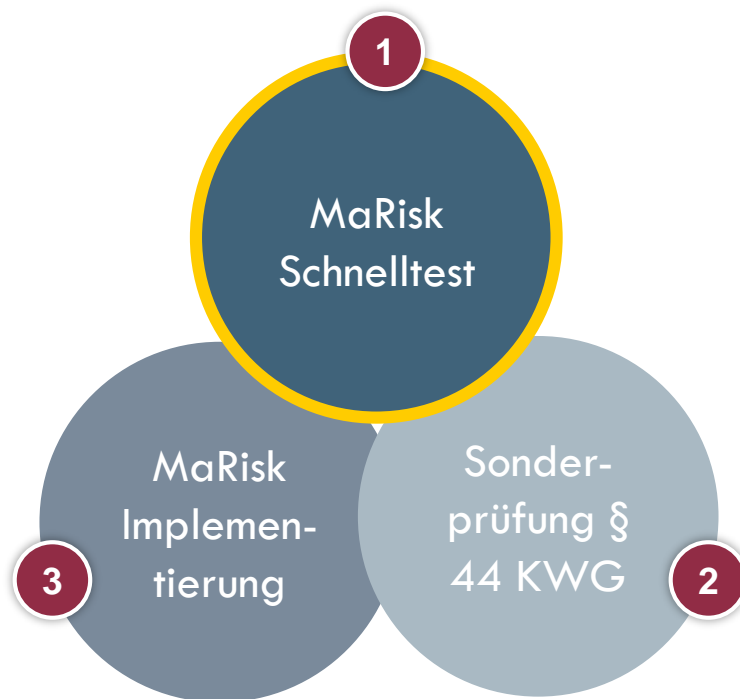 1
MaRisk
Schnelltest
MaRisk
Implemen-
tierung
3
Sonder-
prüfung §
44 KWG
2